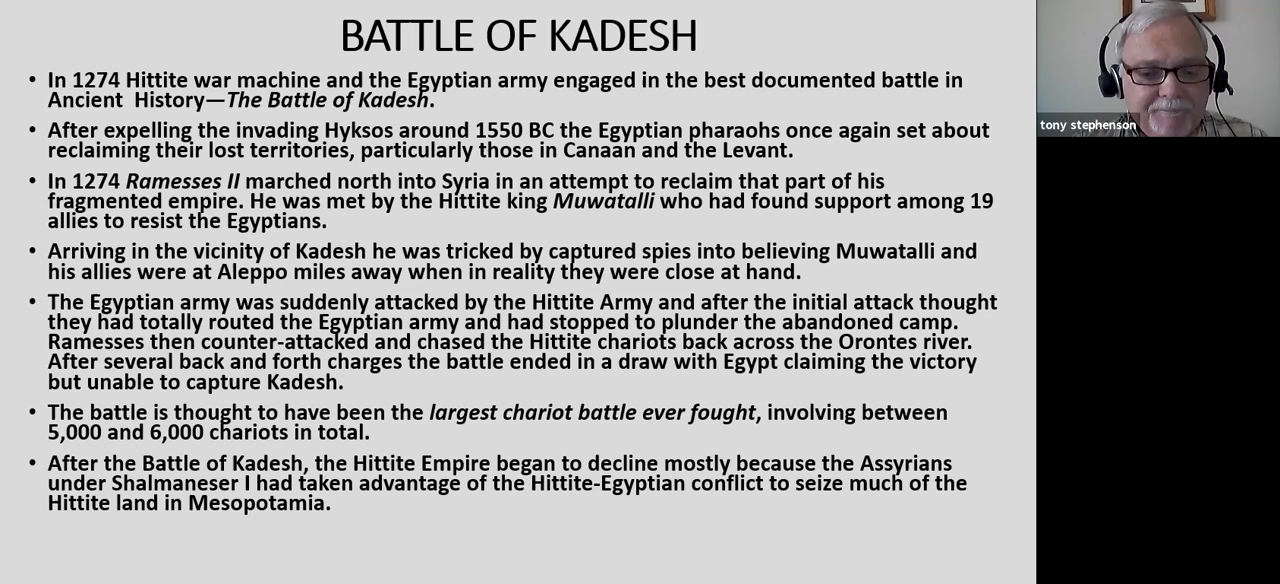 BATTLE OF KADESH
• In 1274 Hittite war machine and the Egyptian army engaged in the best documented battle in
Ancient History—The Battle of Kadesh.
• After expelling the invading Hyksos around 1550 BC the Egyptian pharaohs once again set about
reclaiming their lost territories, particularly those in Canaan and the Levant.
• In 1274 Ramesses II marched north into Syria in an attempt to reclaim that part of his
fragmented empire. He was met by the Hittite king Muwatalli who had found support among 19
allies to resist the Egyptians.
• Arriving in the vicinity of Kadesh he was tricked by captured spies into believing Muwatalli and
his allies were at Aleppo miles away when in reality they were close at hand.
• The Egyptian army was suddenly attacked by the Hittite Army and after the initial attack thought
they had totally routed the Egyptian army and had stopped to plunder the abandoned camp.
Ramesses then counter-attacked and chased the Hittite chariots back across the Orontes river.
After several back and forth charges the battle ended in a draw with Egypt claiming the victory
but unable to capture Kadesh.
• The battle is thought to have been the largest chariot battle ever fought, involving between
5,000 and 6,000 chariots in total.
• After the Battle of Kadesh, the Hittite Empire began to decline mostly because the Assyrians
under Shalmaneser I had taken advantage of the Hittite-Egyptian conflict to seize much of the
Hittite land in Mesopotamia.
tony stephenson